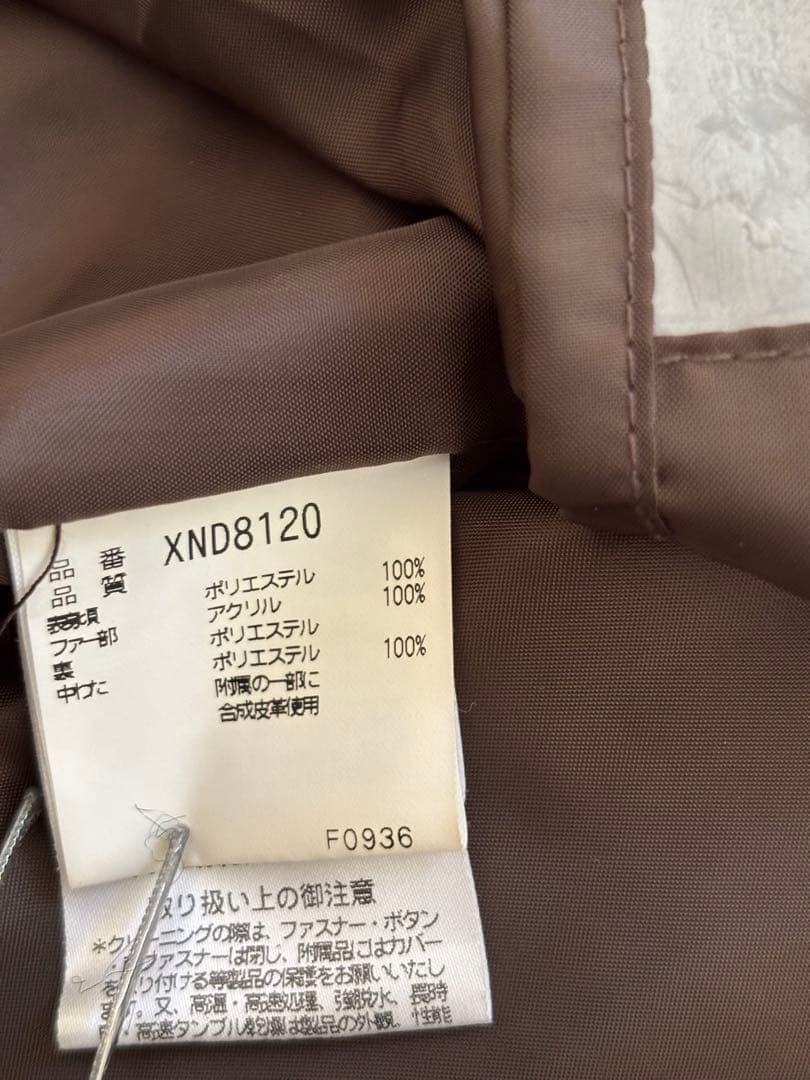 品番 XND8120
品質
表身頃 ポリエステル 100%
ファー部 アクリル 100%
裏 ポリエステル
中わた ポリエステル 100%
附属の一部に
合成皮革使用
F0936
取り扱い上の御注意
*クリーニングの際は、ファスナー・ボタン
・ファスナーは閉じ、附属品にはカバー
を取り付ける等製品の保護をお願いいたし
ます。又、高温・高速処理、強脱水、長時
・高速タンブル乾燥は製品の外観、性能